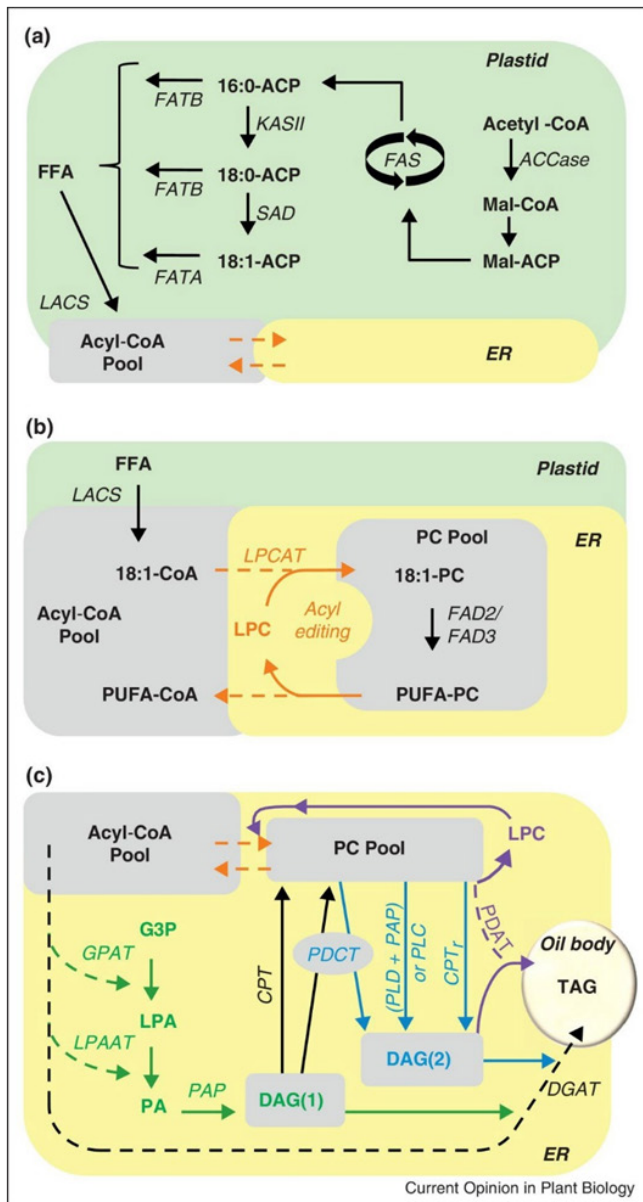 (a)
Plastid
16:0-ACP
FATB
KASII
Acetyl -CoA
FAS
ACCase
FFA
18:0-ACP
FATB
Mal-CoA
SAD
18:1-ACP
FATA
Mal-ACP
LACS
Acyl-CoA
Pool
ER
(b)
FFA
Plastid
LACS
ER
PC Pool
LPCAT
18:1-CoA
18:1-PC
Acyl-CoA
Pool
LPC
Acyl
editing
FAD2/
FAD3
PUFA-CoA
PUFA-PC
(c)
Acyl-CoA
Pool
PC Pool
LPC
G3P
GPAT
CPT
PDCT
(PLD + PAP)
or PLC
CPTr
PDAT
Oil body
TAG
LPA
LPAAT
PA
PAP
DAG(1)
DAG(2)
DGAT
ER
Current Opinion in Plant Biology